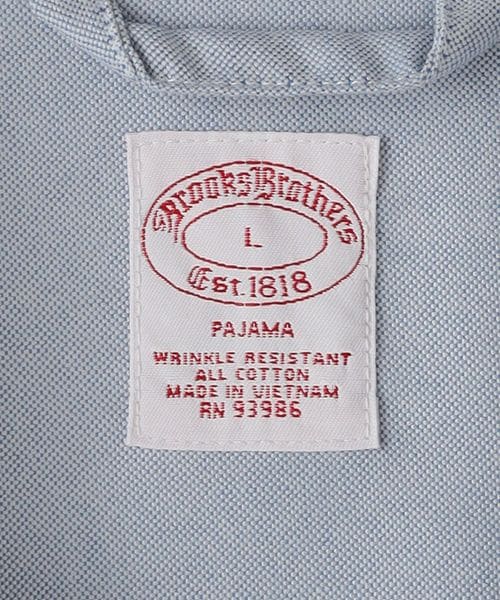 Brooks Brothers
L
Est. 1818
PAJAMA
WRINKLE RESISTANT
ALL COTTON
MADE IN VIETNAM
RN 93986